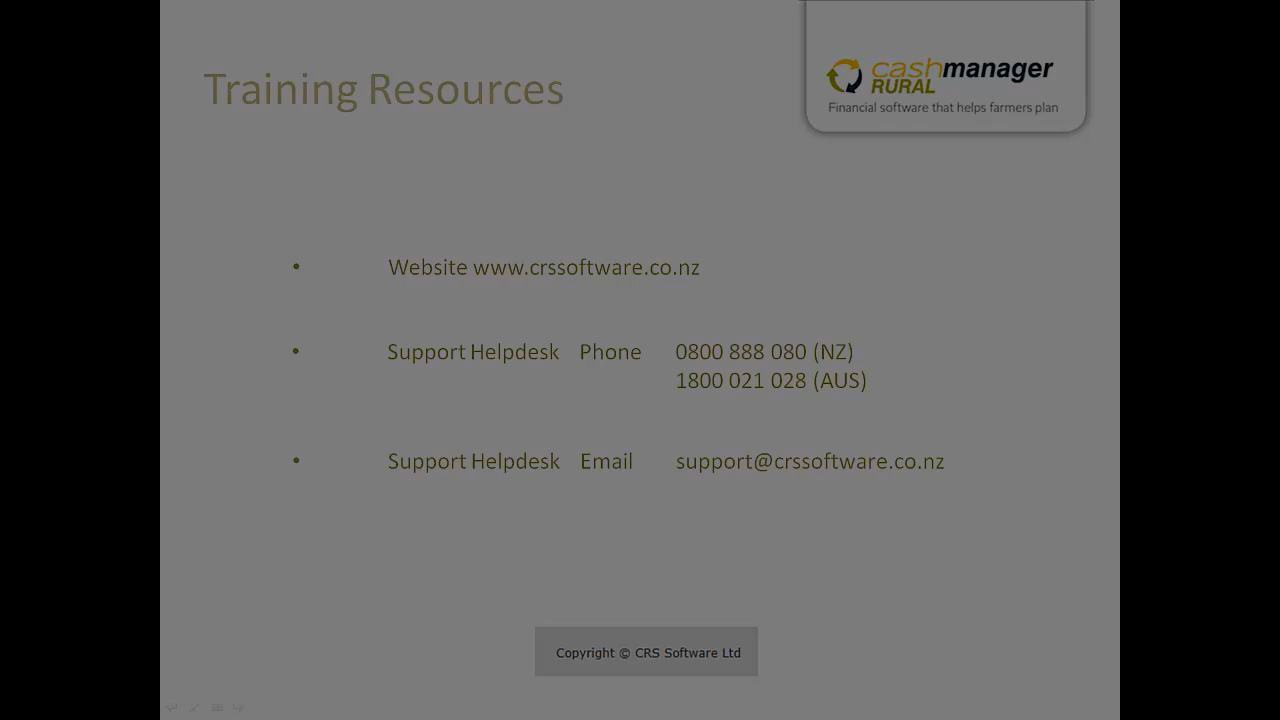 Training Resources
cashmanager
RURAL
Financial software that helps farmers plan
• Website www.crssoftware.co.nz
• Support Helpdesk Phone 0800 888 080 (NZ)
1800 021 028 (AUS)
• Support Helpdesk Email support@crssoftware.co.nz
Copyright © CRS Software Ltd